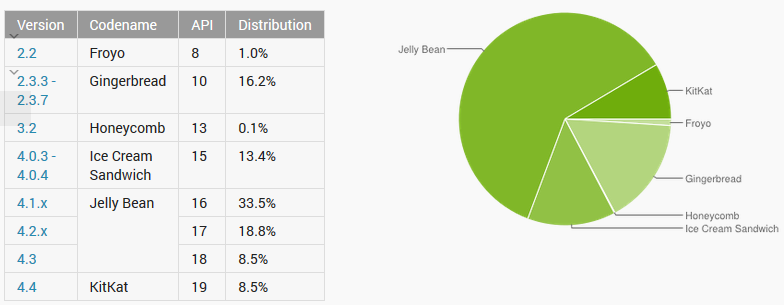 Version Codename API Distribution
2.2 Froyo 8 1.0%
2.3.3 - Gingerbread 10 16.2%
2.3.7
3.2 Honeycomb 13 0.1%
4.0.3 - Ice Cream 15 13.4%
4.0.4 Sandwich
4.1.x Jelly Bean 16 33.5%
4.2.x 17 18.8%
4.3 18 8.5%
4.4 KitKat 19 8.5%
Jelly Bean
KitKat
Froyo
Gingerbread
Honeycomb
Ice Cream Sandwich